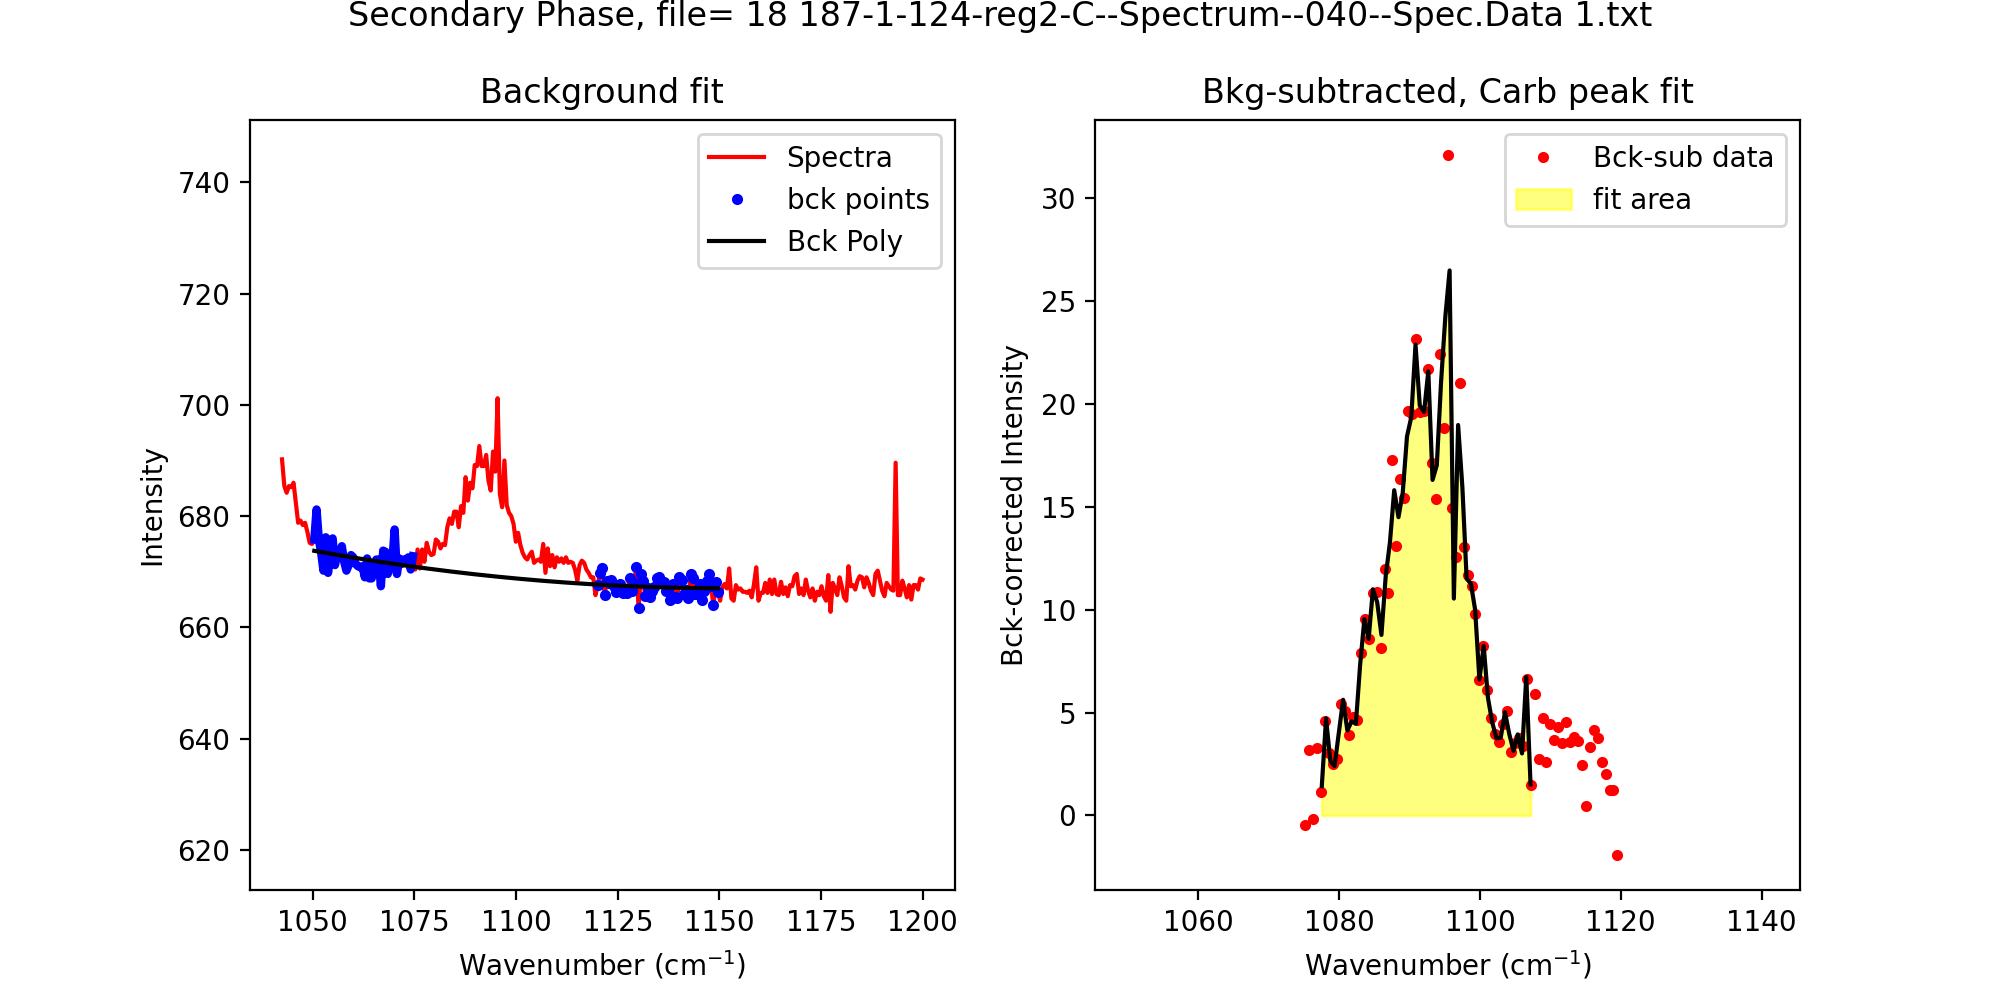 Secondary Phase, file= 18 187-1-124-reg2-C--Spectrum--040--Spec.Data 1.txt
Background fit
Spectra
bck points
Bck Poly
740
720
700
680
660
640
620
Intensity
1050 1075 1100 1125 1150 1175 1200
Wavenumber (cm⁻¹)
Bkg-subtracted, Carb peak fit
Bck-sub data
fit area
30
25
20
15
10
5
0
Bck-corrected Intensity
1060 1080 1100 1120 1140
Wavenumber (cm⁻¹)